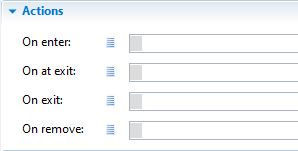 Actions
On enter:
On at exit:
On exit:
On remove: